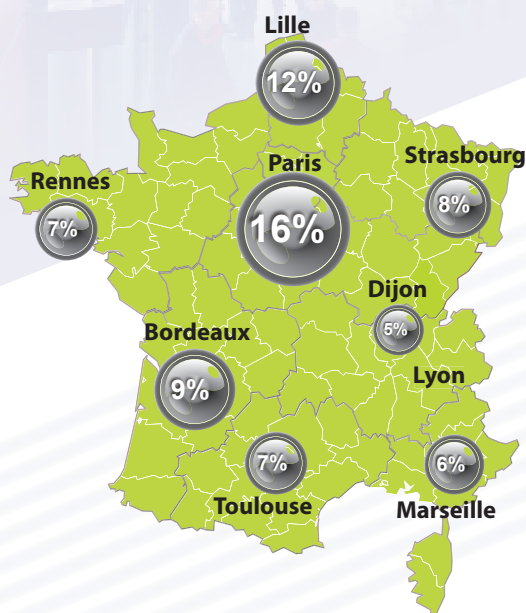 Lille
12%
Paris
16%
Strasbourg
8%
Rennes
7%
Dijon
5%
Bordeaux
9%
Lyon
7%
Toulouse
6%
Marseille